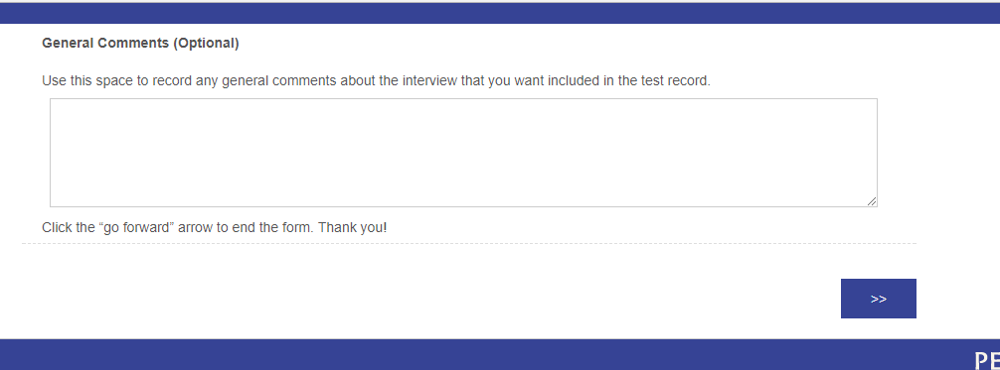 General Comments (Optional)
Use this space to record any general comments about the interview that you want included in the test record.
Click the “go forward” arrow to end the form. Thank you!
>>
PE